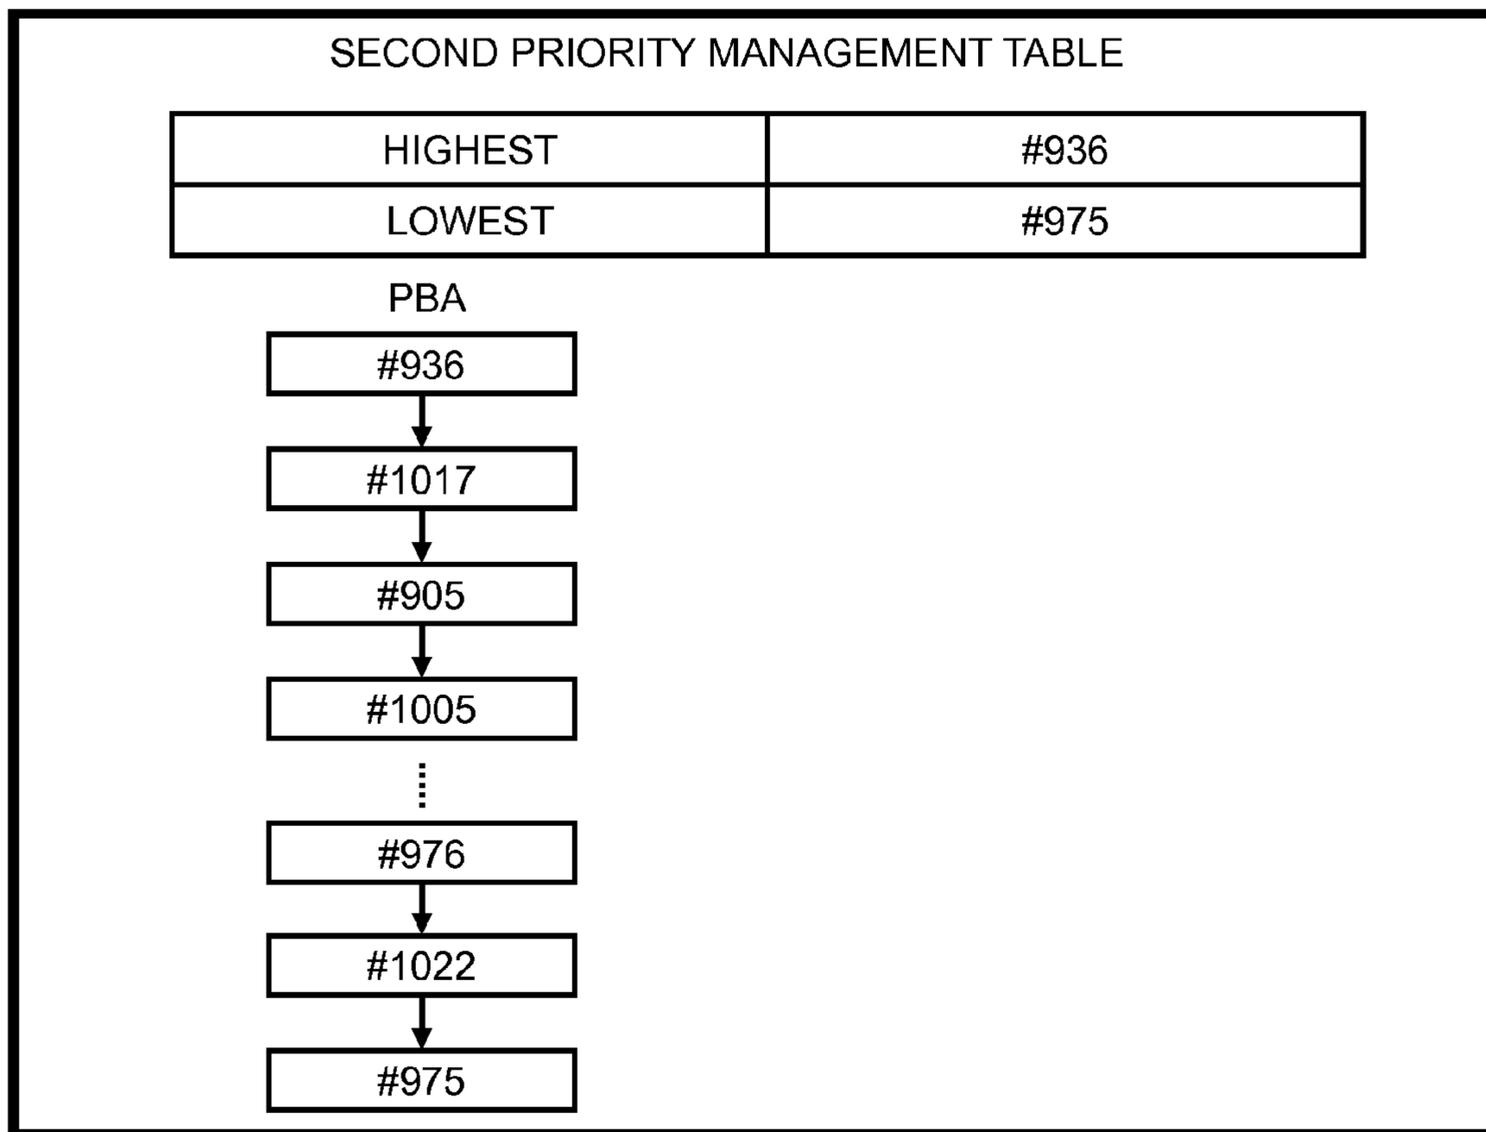 SECOND PRIORITY MANAGEMENT TABLE
HIGHEST #936
LOWEST #975
PBA
#936
#1017
#905
#1005
#976
#1022
#975